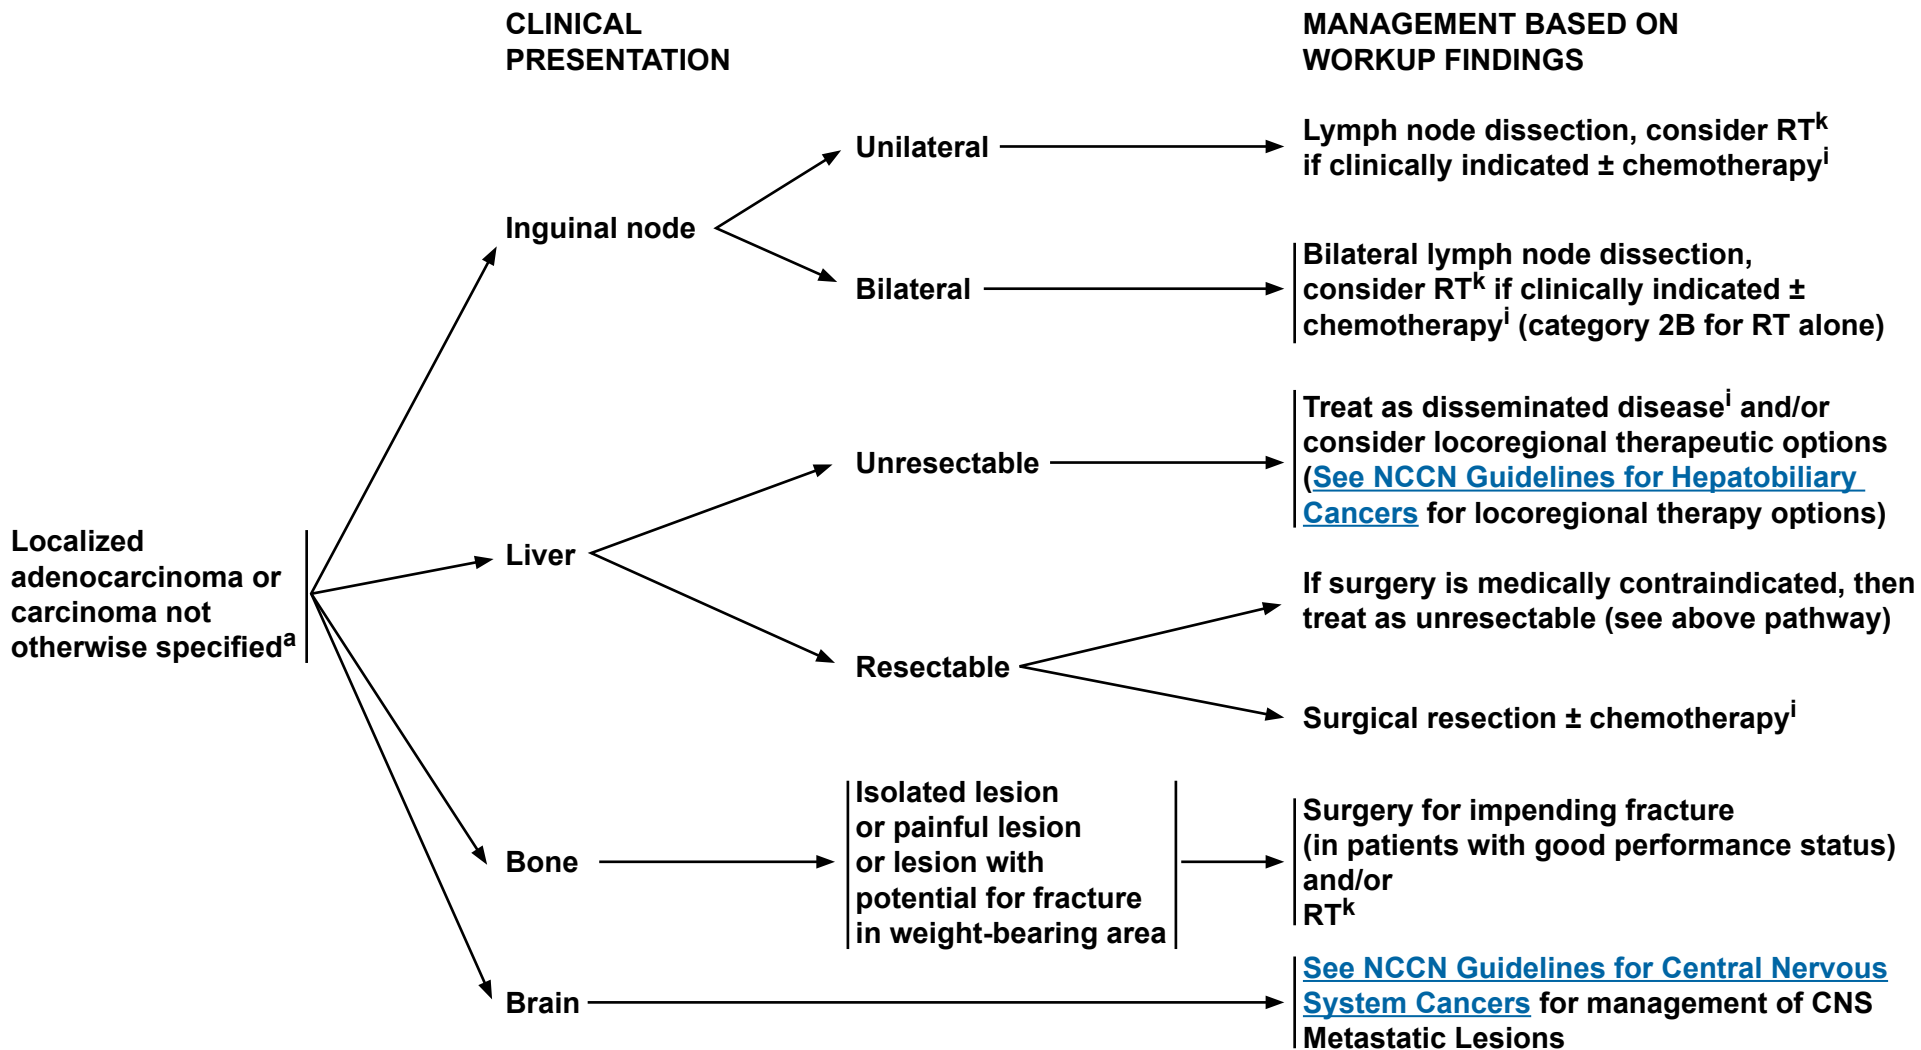 CLINICAL
PRESENTATION
MANAGEMENT BASED ON
WORKUP FINDINGS
Localized
adenocarcinoma or
carcinoma not
otherwise specifiedᵃ
Inguinal node
Unilateral
Lymph node dissection, consider RTᵏ
if clinically indicated ± chemotherapyⁱ
Bilateral
Bilateral lymph node dissection,
consider RTᵏ if clinically indicated ±
chemotherapyⁱ (category 2B for RT alone)
Liver
Unresectable
Treat as disseminated diseaseⁱ and/or
consider locoregional therapeutic options
(See NCCN Guidelines for Hepatobiliary
Cancers for locoregional therapy options)
Resectable
If surgery is medically contraindicated, then
treat as unresectable (see above pathway)
Surgical resection ± chemotherapyⁱ
Bone
Isolated lesion
or painful lesion
or lesion with
potential for fracture
in weight-bearing area
Surgery for impending fracture
(in patients with good performance status)
and/or
RTᵏ
Brain
See NCCN Guidelines for Central Nervous
System Cancers for management of CNS
Metastatic Lesions